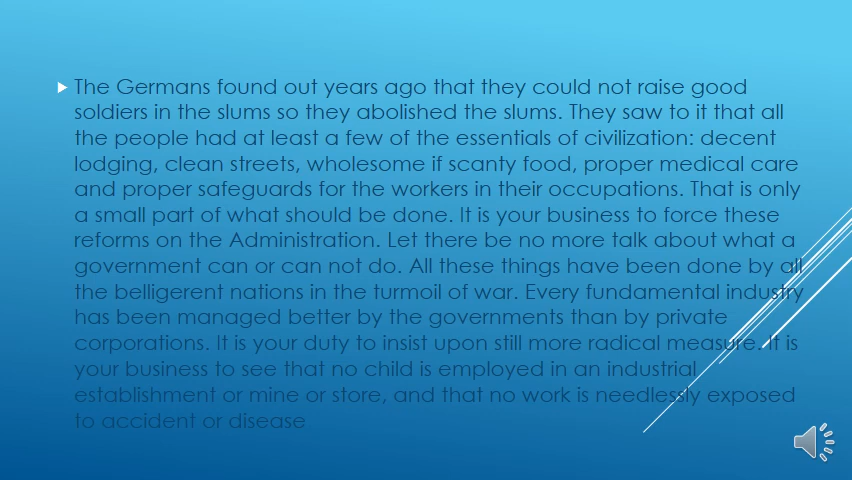 The Germans found out years ago that they could not raise good
soldiers in the slums so they abolished the slums. They saw to it that all
the people had at least a few of the essentials of civilization: decent
lodging, clean streets, wholesome if scanty food, proper medical care
and proper safeguards for the workers in their occupations. That is only
a small part of what should be done. It is your business to force these
reforms on the Administration. Let there be no more talk about what a
government can or can not do. All these things have been done by all
the belligerent nations in the turmoil of war. Every fundamental industry
has been managed better by the governments than by private
corporations. It is your duty to insist upon still more radical measure. It is
your business to see that no child is employed in an industrial
establishment or mine or store, and that no work is needlessly exposed
to accident or disease